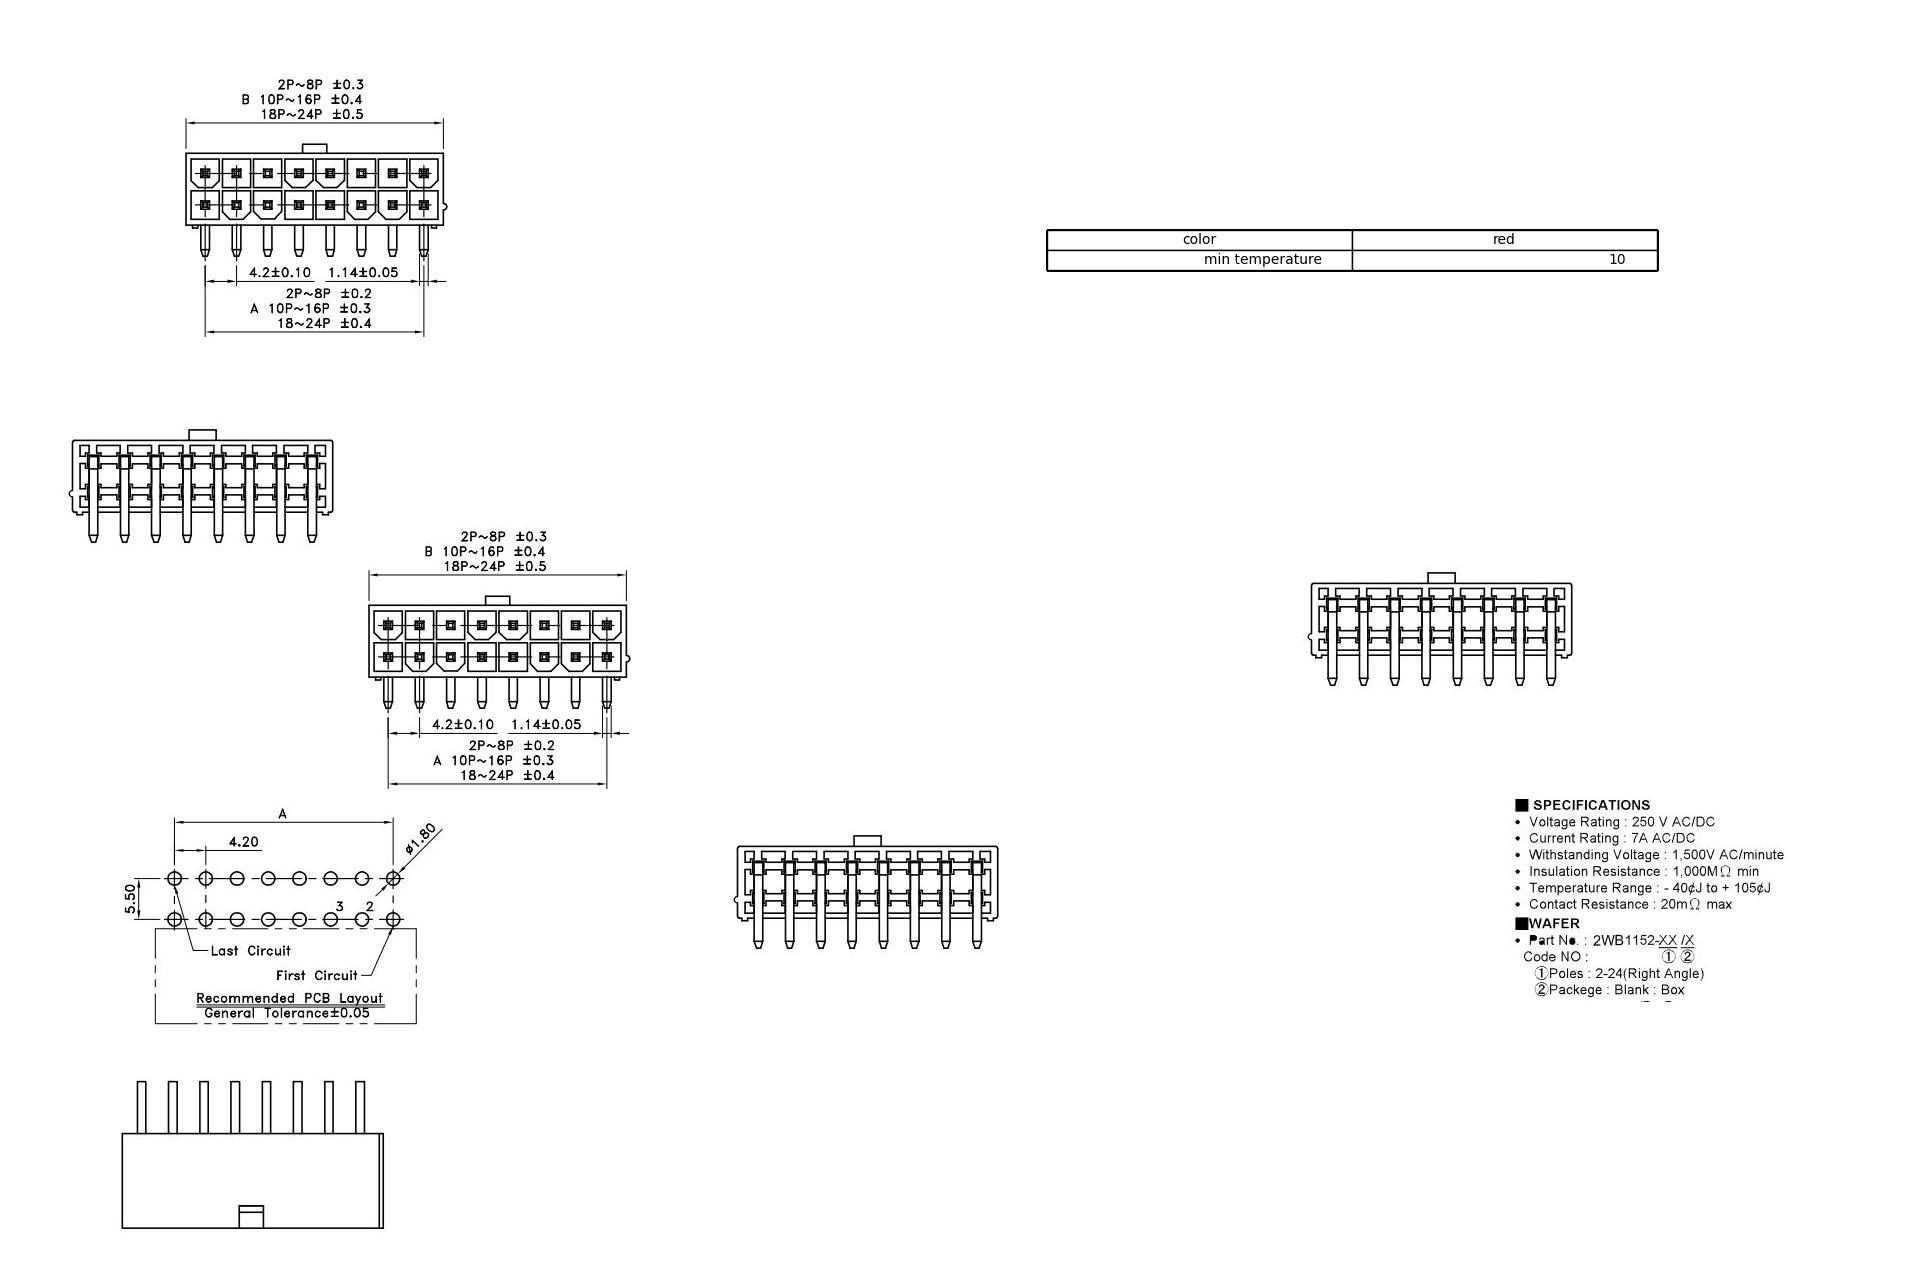 2P~8P ±0.3
B 10P~16P ±0.4
18P~24P ±0.5
4.2±0.10 1.14±0.05
2P~8P ±0.2
A 10P~16P ±0.3
18~24P ±0.4
color red
min temperature 10
2P~8P ±0.3
B 10P~16P ±0.4
18P~24P ±0.5
4.2±0.10 1.14±0.05
2P~8P ±0.2
A 10P~16P ±0.3
18~24P ±0.4
A
4.20
ø1.80
5.50
3 2
Last Circuit
First Circuit
Recommended PCB Layout
General Tolerance±0.05
■ SPECIFICATIONS
• Voltage Rating : 250 V AC/DC
• Current Rating : 7A AC/DC
• Withstanding Voltage : 1,500V AC/minute
• Insulation Resistance : 1,000MΩ min
• Temperature Range : - 40¢J to + 105¢J
• Contact Resistance : 20mΩ max
■WAFER
• Part No. : 2WB1152-XX /X
Code NO : ① ②
①Poles : 2-24(Right Angle)
②Packege : Blank : Box